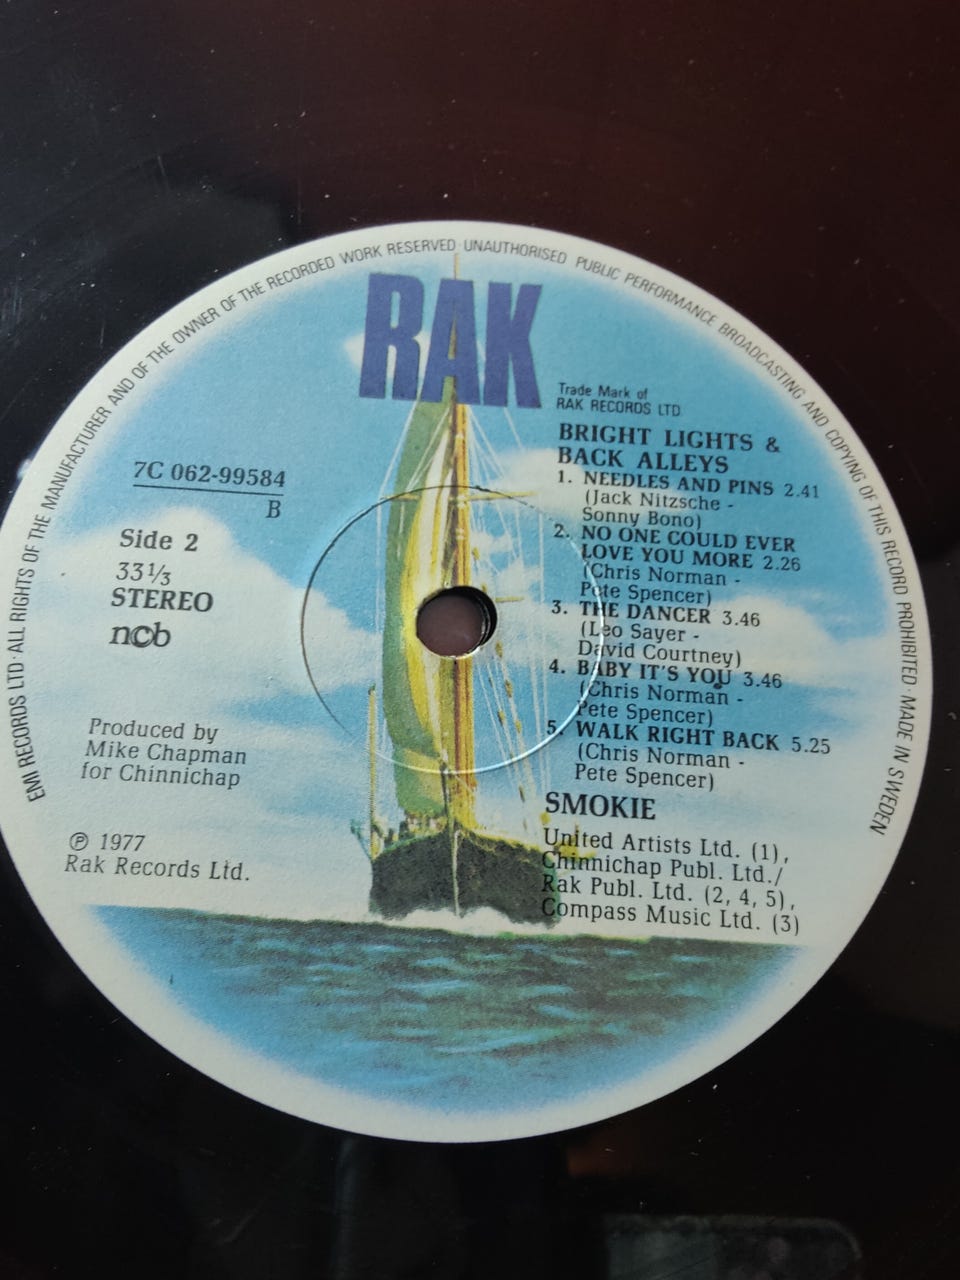 EMI RECORDS LTD · ALL RIGHTS OF THE MANUFACTURER AND OF THE OWNER OF THE RECORDED WORK RESERVED · UNAUTHORISED PUBLIC PERFORMANCE BROADCASTING AND COPYING OF THIS RECORD PROHIBITED · MADE IN SWEDEN
RAK
Trade Mark of
RAK RECORDS LTD
7C 062-99584
B
Side 2
33⅓
STEREO
ncb
Produced by
Mike Chapman
for Chinnichap
℗ 1977
Rak Records Ltd.
BRIGHT LIGHTS &
BACK ALLEYS
1. NEEDLES AND PINS 2.41
(Jack Nitzsche -
Sonny Bono)
2. NO ONE COULD EVER
LOVE YOU MORE 2.26
(Chris Norman -
Pete Spencer)
3. THE DANCER 3.46
(Leo Sayer -
David Courtney)
4. BABY IT'S YOU 3.46
(Chris Norman -
Pete Spencer)
5. WALK RIGHT BACK 5.25
(Chris Norman -
Pete Spencer)
SMOKIE
United Artists Ltd. (1),
Chinnichap Publ. Ltd./
Rak Publ. Ltd. (2, 4, 5),
Compass Music Ltd. (3)